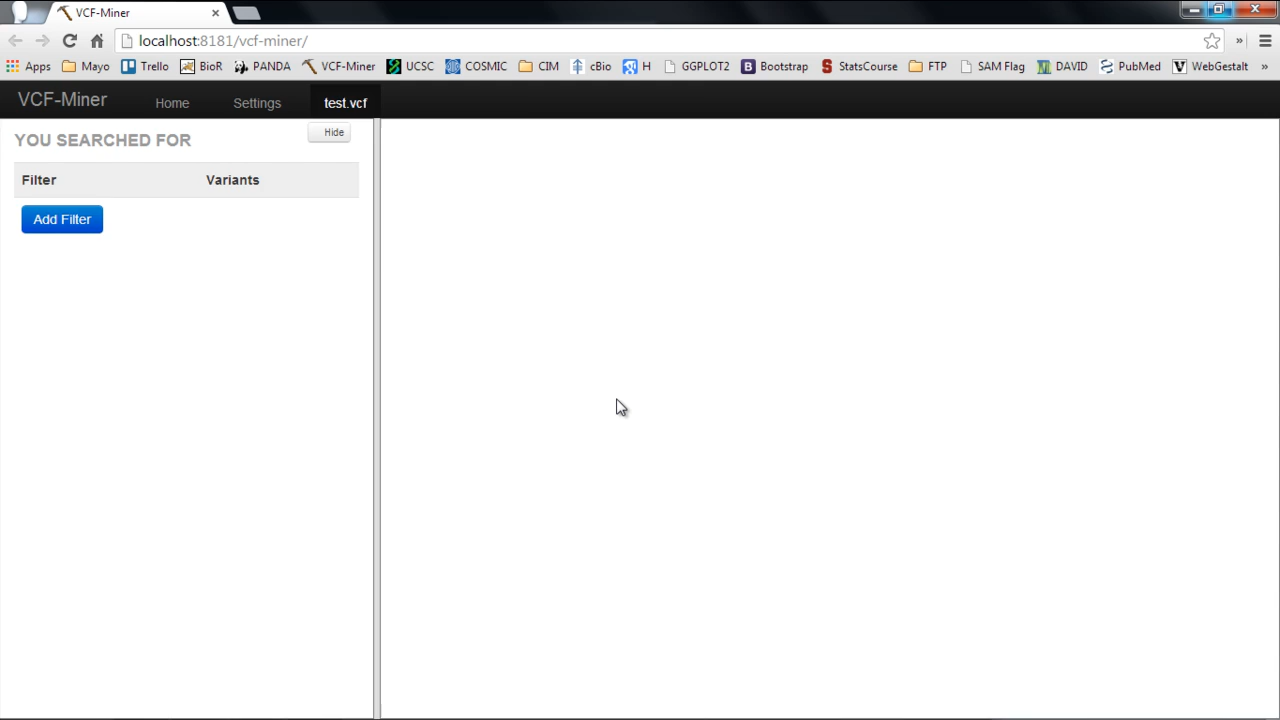 VCF-Miner
localhost:8181/vcf-miner/
Apps Mayo Trello BioR PANDA VCF-Miner UCSC COSMIC CIM cBio H GGPLOT2 Bootstrap StatsCourse FTP SAM Flag DAVID PubMed WebGestalt »
VCF-Miner Home Settings test.vcf
YOU SEARCHED FOR Hide
Filter Variants
Add Filter